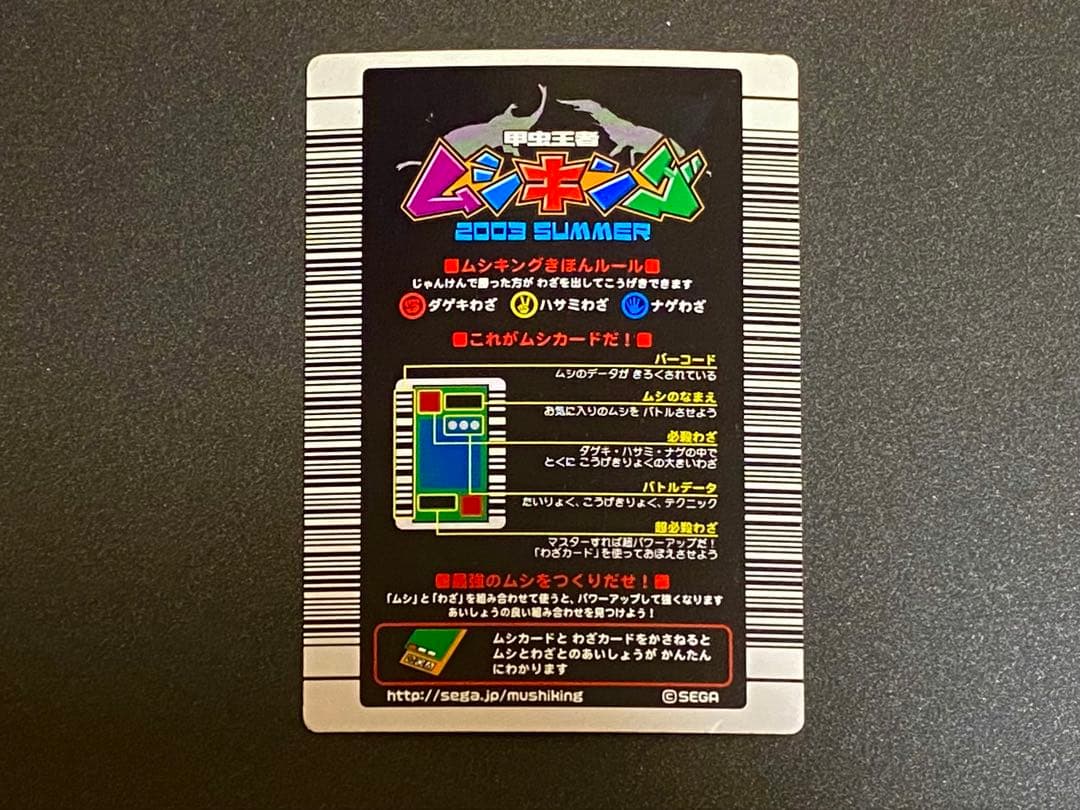 甲虫王者
ムシキング
2003 SUMMER
ムシキングきほんルール
じゃんけんで勝った方が わざを出してこうげきできます
ダゲキわざ ハサミわざ ナゲわざ
これがムシカードだ！
バーコード
ムシのデータが きろくされている
ムシのなまえ
お気に入りのムシを バトルさせよう
必殺わざ
ダゲキ・ハサミ・ナゲの中で
とくに こうげきりょくの大きいわざ
バトルデータ
たいりょく、こうげきりょく、テクニック
超必殺わざ
マスターすれば超パワーアップだ！
「わざカード」を使っておぼえさせよう
最強のムシをつくりだせ！
「ムシ」と「わざ」を組み合わせて使うと、パワーアップして強くなります
あいしょうの良い組み合わせを見つけよう！
ムシカードと わざカードをかさねると
ムシとわざとのあいしょうが かんたん
にわかります
http://sega.jp/mushiking
©SEGA